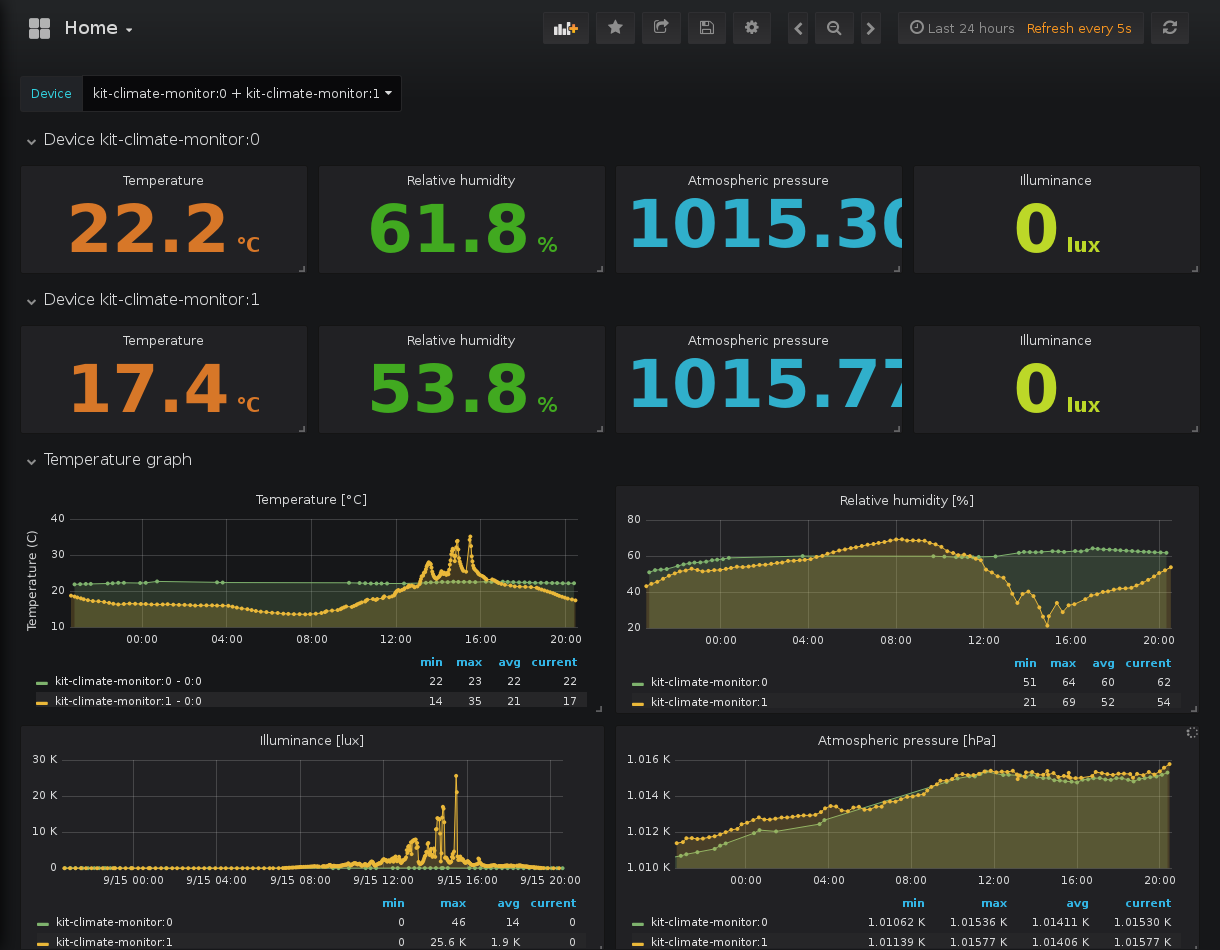 Home
Last 24 hours Refresh every 5s
Device kit-climate-monitor:0 + kit-climate-monitor:1
Device kit-climate-monitor:0
Temperature Relative humidity Atmospheric pressure Illuminance
22.2 °C 61.8 % 1015.30 0 lux
Device kit-climate-monitor:1
Temperature Relative humidity Atmospheric pressure Illuminance
17.4 °C 53.8 % 1015.77 0 lux
Temperature graph
Temperature [°C]
Temperature (C)
40
30
20
10
00:00 04:00 08:00 12:00 16:00 20:00
min max avg current
kit-climate-monitor:0 - 0:0 22 23 22 22
kit-climate-monitor:1 - 0:0 14 35 21 17
Relative humidity [%]
80
60
40
20
00:00 04:00 08:00 12:00 16:00 20:00
min max avg current
kit-climate-monitor:0 51 64 60 62
kit-climate-monitor:1 21 69 52 54
Illuminance [lux]
30 K
20 K
10 K
0
9/15 00:00 9/15 04:00 9/15 08:00 9/15 12:00 9/15 16:00 9/15 20:00
min max avg current
kit-climate-monitor:0 0 46 14 0
kit-climate-monitor:1 0 25.6 K 1.9 K 0
Atmospheric pressure [hPa]
1.016 K
1.014 K
1.012 K
1.010 K
00:00 04:00 08:00 12:00 16:00 20:00
min max avg current
kit-climate-monitor:0 1.01062 K 1.01536 K 1.01411 K 1.01530 K
kit-climate-monitor:1 1.01139 K 1.01577 K 1.01406 K 1.01577 K